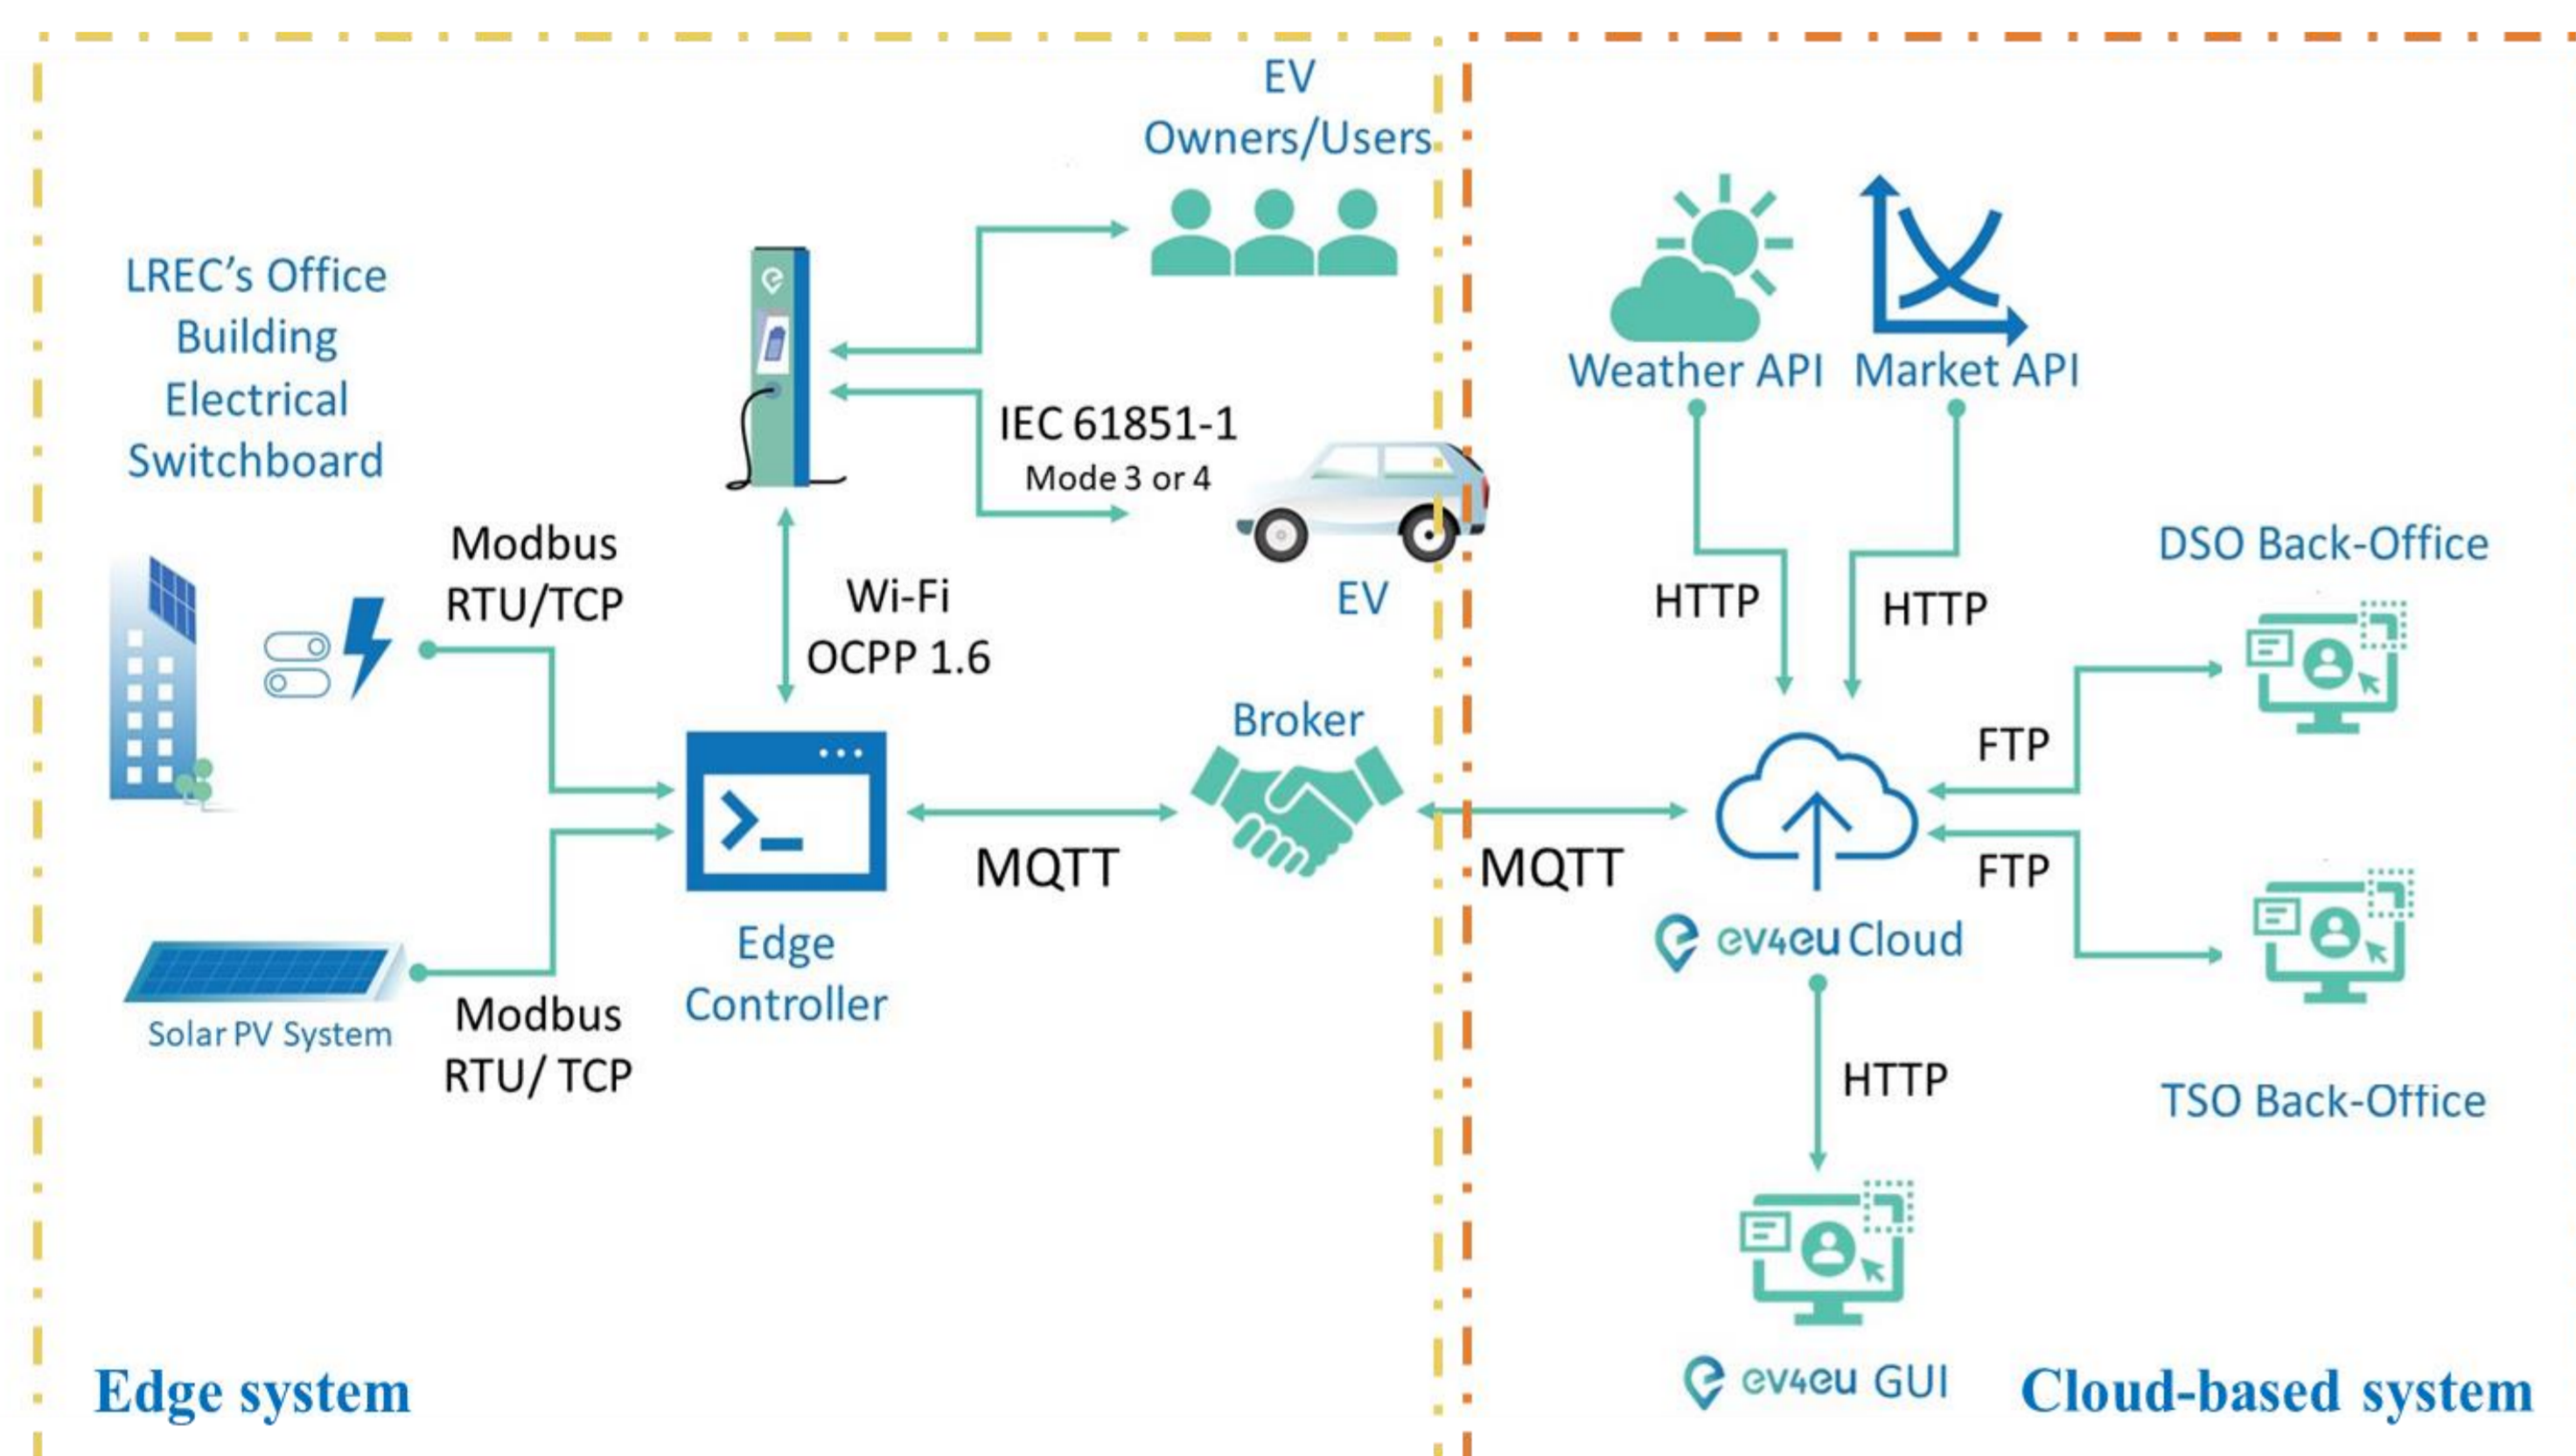 EV
Owners/Users
LREC's Office
Building
Electrical
Switchboard
IEC 61851-1
Mode 3 or 4
EV
Modbus
RTU/TCP
Wi-Fi
OCPP 1.6
Solar PV System
Modbus
RTU/ TCP
Edge
Controller
MQTT
Broker
Edge system
Weather API
Market API
HTTP
HTTP
DSO Back-Office
FTP
FTP
MQTT
ev4eu Cloud
TSO Back-Office
HTTP
ev4eu GUI
Cloud-based system